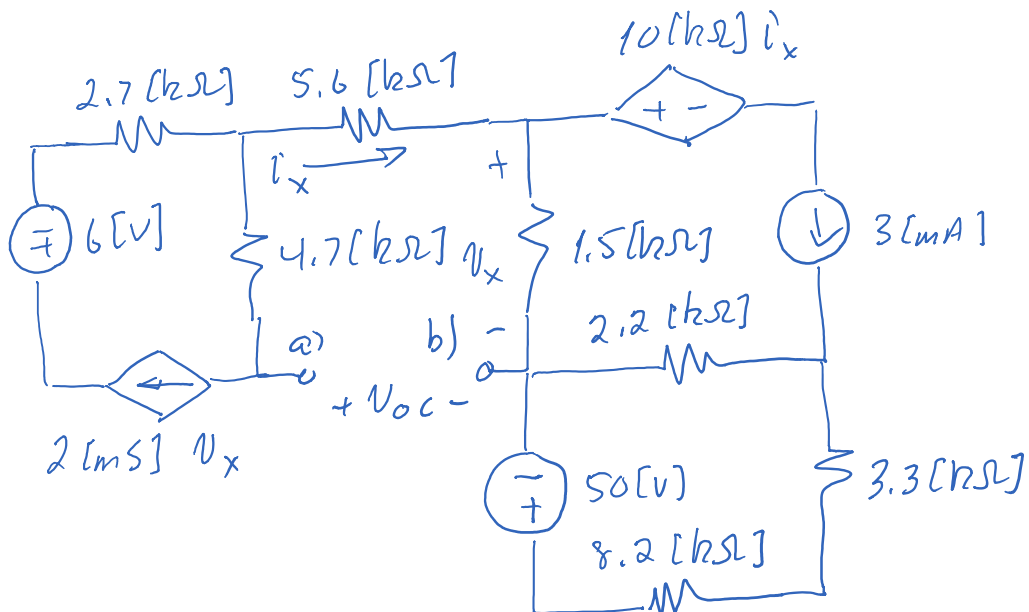 10[kΩ] ix
2.7[kΩ]
5.6[kΩ]
+ -
ix
+
- +
6[V]
4.7[kΩ]
vx
1.5[kΩ]
3[mA]
a)
b)
-
2.2[kΩ]
+ vOC -
2[mS] vx
- +
50[V]
3.3[kΩ]
8.2[kΩ]